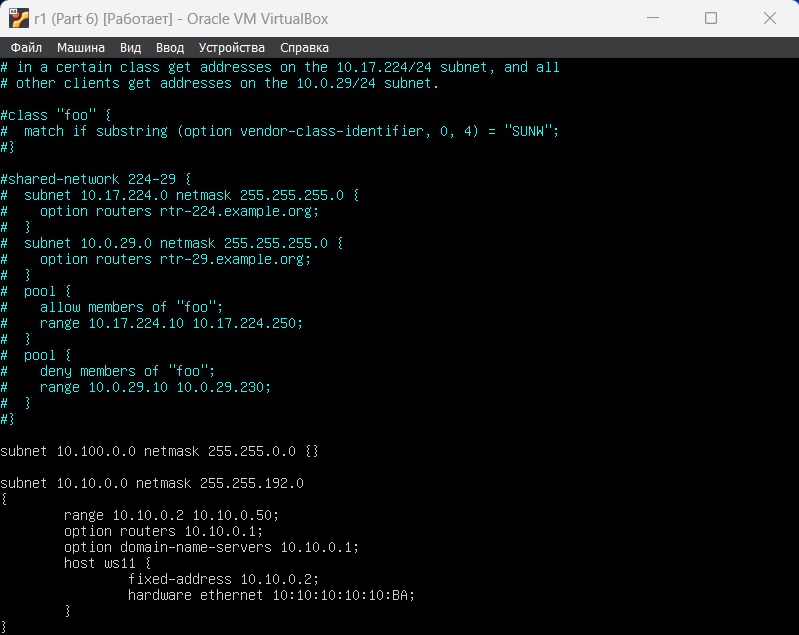 r1 (Part 6) [Работает] - Oracle VM VirtualBox
Файл Машина Вид Ввод Устройства Справка
# in a certain class get addresses on the 10.17.224/24 subnet, and all
# other clients get addresses on the 10.0.29/24 subnet.

#class "foo" {
#  match if substring (option vendor-class-identifier, 0, 4) = "SUNW";
#}

#shared-network 224-29 {
#  subnet 10.17.224.0 netmask 255.255.255.0 {
#    option routers rtr-224.example.org;
#  }
#  subnet 10.0.29.0 netmask 255.255.255.0 {
#    option routers rtr-29.example.org;
#  }
#  pool {
#    allow members of "foo";
#    range 10.17.224.10 10.17.224.250;
#  }
#  pool {
#    deny members of "foo";
#    range 10.0.29.10 10.0.29.230;
#  }
#}

subnet 10.100.0.0 netmask 255.255.0.0 {}

subnet 10.10.0.0 netmask 255.255.192.0
{
        range 10.10.0.2 10.10.0.50;
        option routers 10.10.0.1;
        option domain-name-servers 10.10.0.1;
        host ws11 {
                fixed-address 10.10.0.2;
                hardware ethernet 10:10:10:10:10:BA;
        }
}